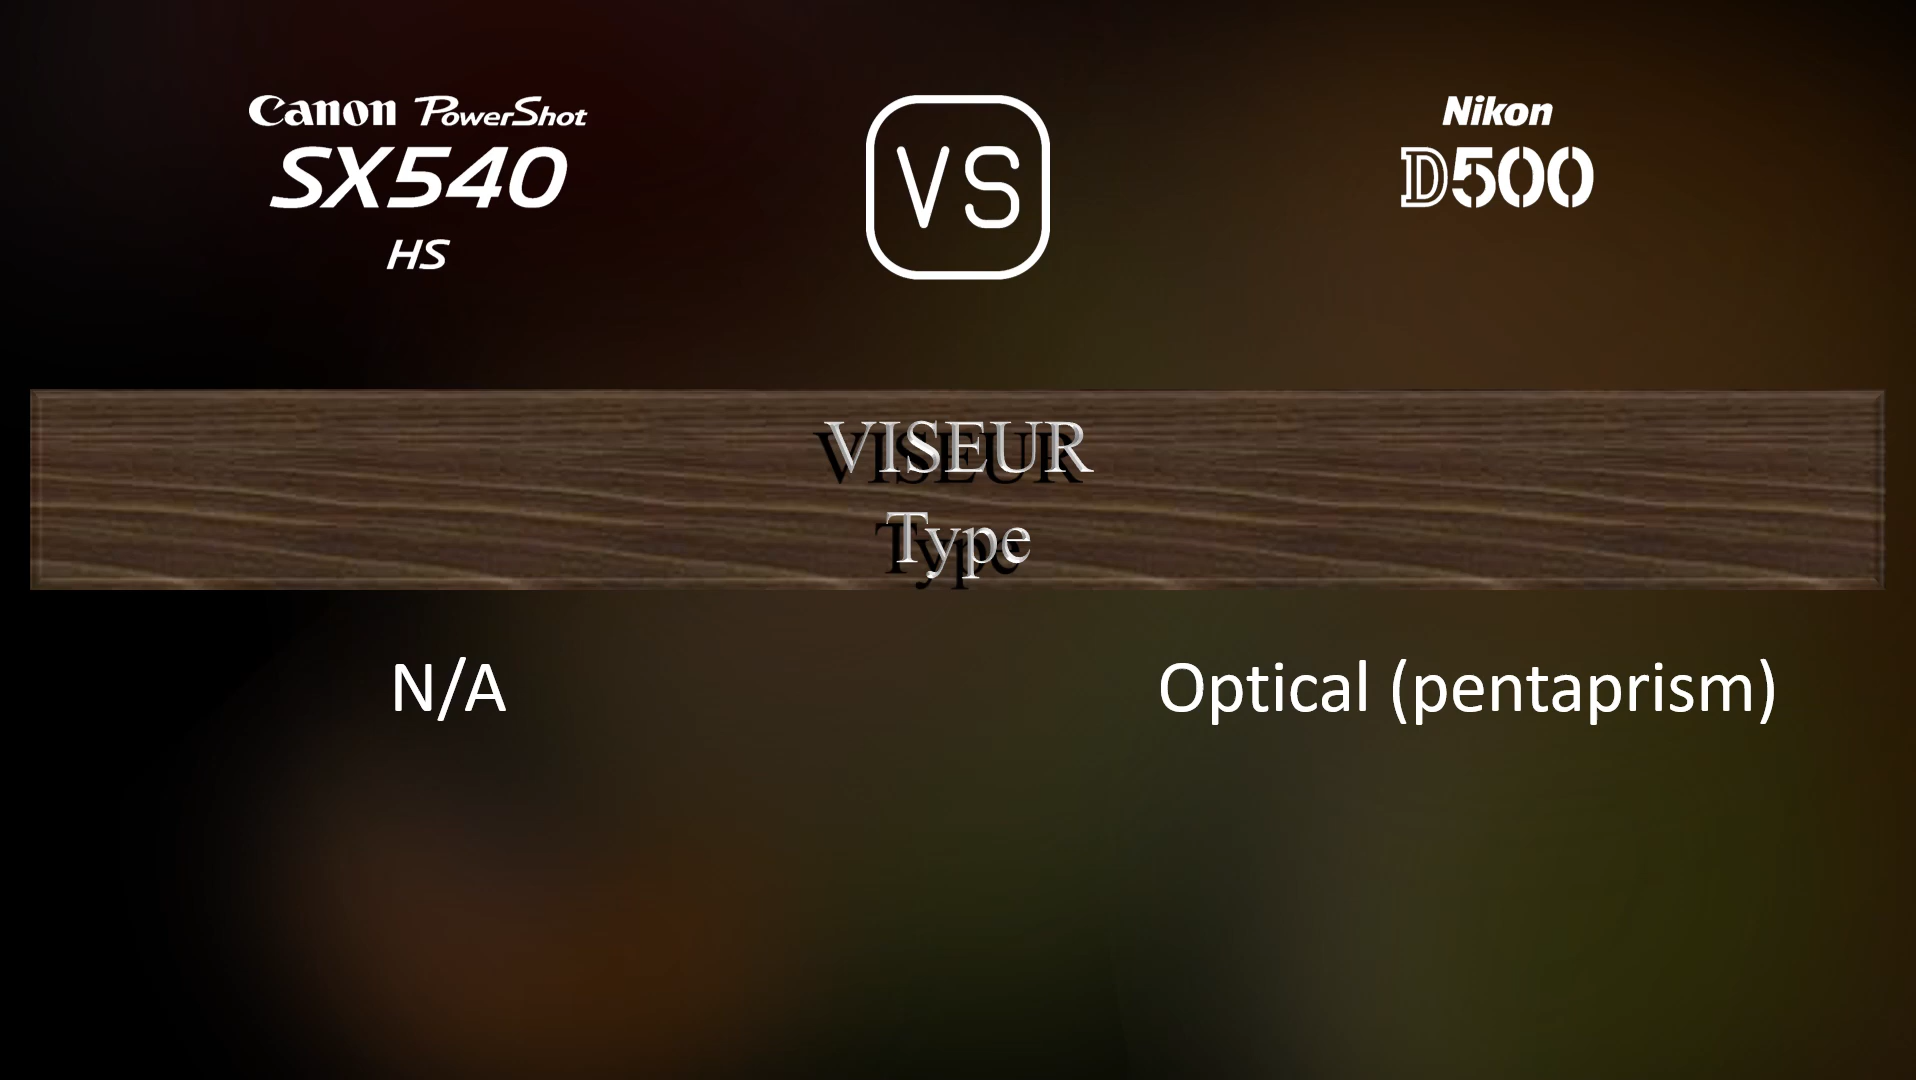 Canon PowerShot
SX540
HS
VS
Nikon
D500
VISEUR
Type
N/A
Optical (pentaprism)